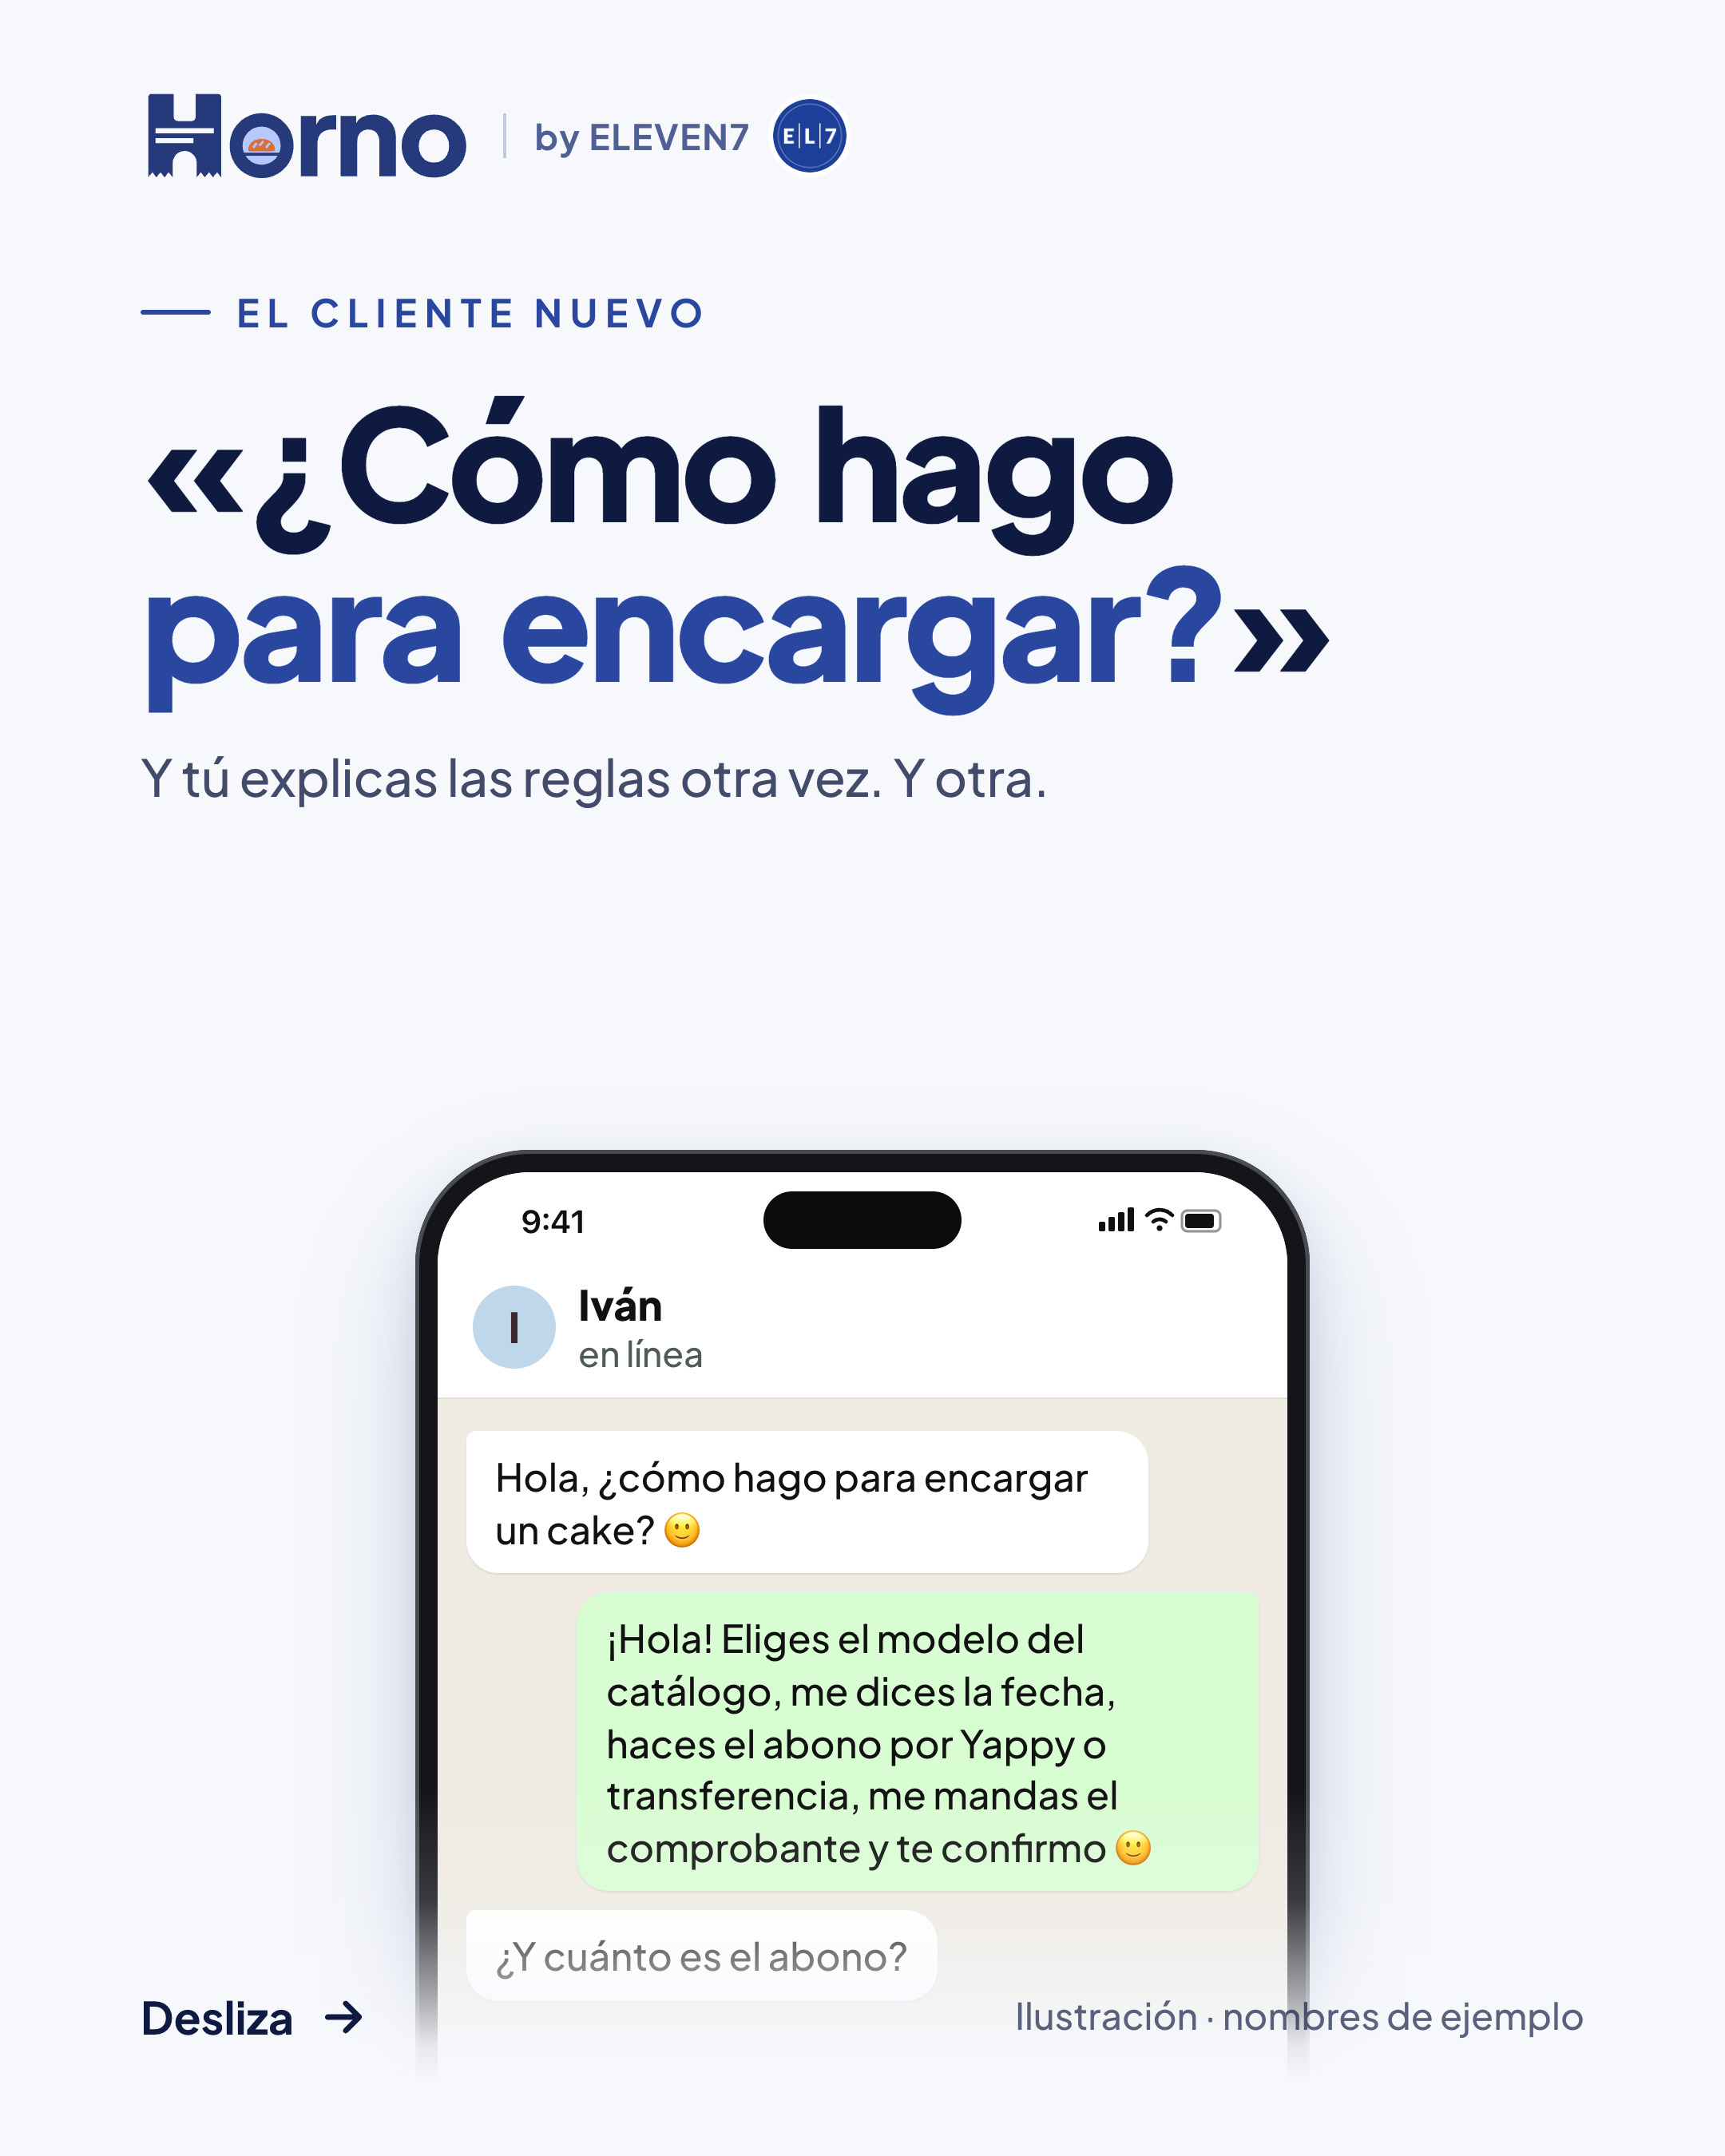 Horno | by ELEVEN7 E|L|7
EL CLIENTE NUEVO
«¿Cómo hago
para encargar?»
Y tú explicas las reglas otra vez. Y otra.
9:41
I
Iván
en línea
Hola, ¿cómo hago para encargar
un cake? 🙂
¡Hola! Eliges el modelo del
catálogo, me dices la fecha,
haces el abono por Yappy o
transferencia, me mandas el
comprobante y te confirmo 🙂
¿Y cuánto es el abono?
Desliza →
Ilustración · nombres de ejemplo